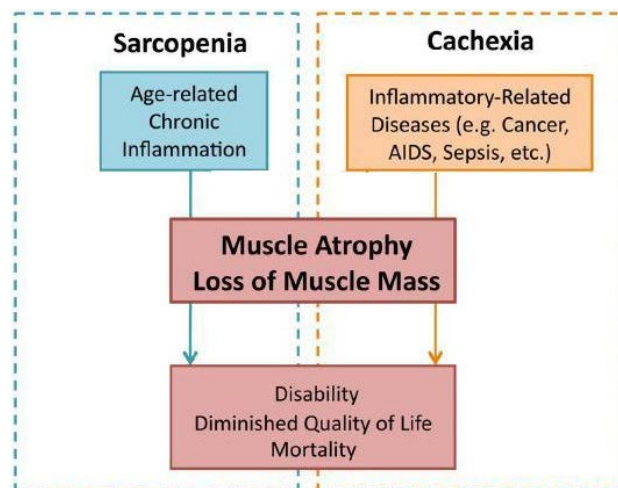 Sarcopenia
Age-related
Chronic
Inflammation
Cachexia
Inflammatory-Related
Diseases (e.g. Cancer,
AIDS, Sepsis, etc.)
Muscle Atrophy
Loss of Muscle Mass
Disability
Diminished Quality of Life
Mortality